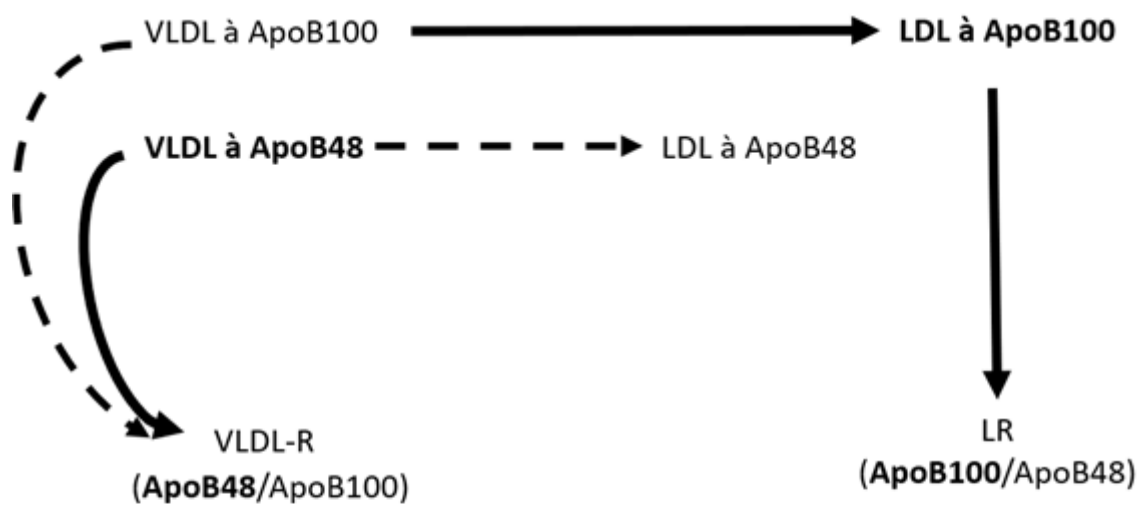 VLDL à ApoB100
LDL à ApoB100
VLDL à ApoB48
LDL à ApoB48
VLDL-R
(ApoB48/ApoB100)
LR
(ApoB100/ApoB48)